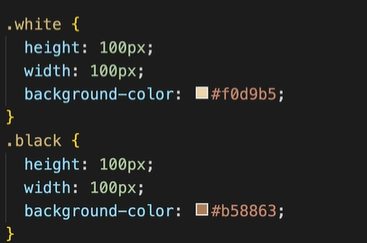 .white {
  height: 100px;
  width: 100px;
  background-color: #f0d9b5;
}
.black {
  height: 100px;
  width: 100px;
  background-color: #b58863;
}